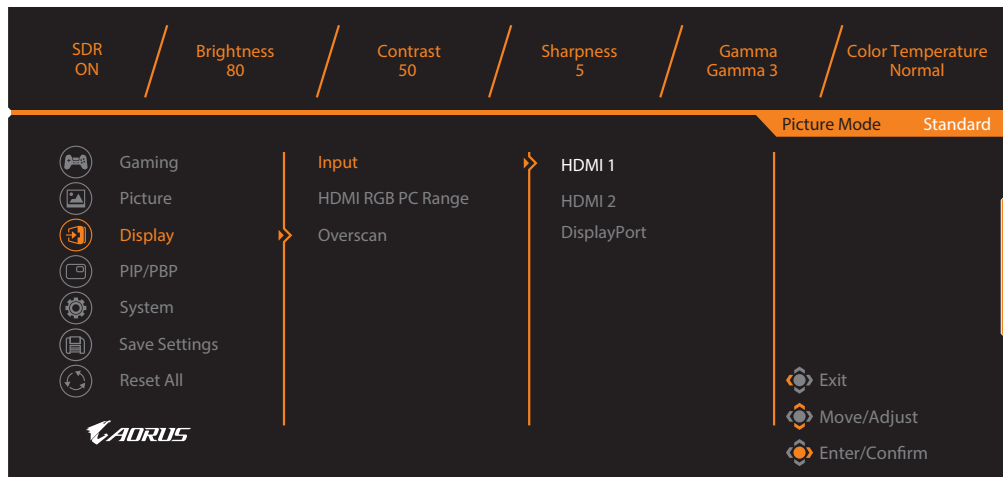 SDR Brightness Contrast Sharpness Gamma Color Temperature
ON 80 50 5 Gamma 3 Normal
Picture Mode Standard
Gaming Input HDMI 1
Picture HDMI RGB PC Range HDMI 2
Display Overscan DisplayPort
PIP/PBP
System
Save Settings
Reset All Exit
AORUS Move/Adjust
Enter/Confirm